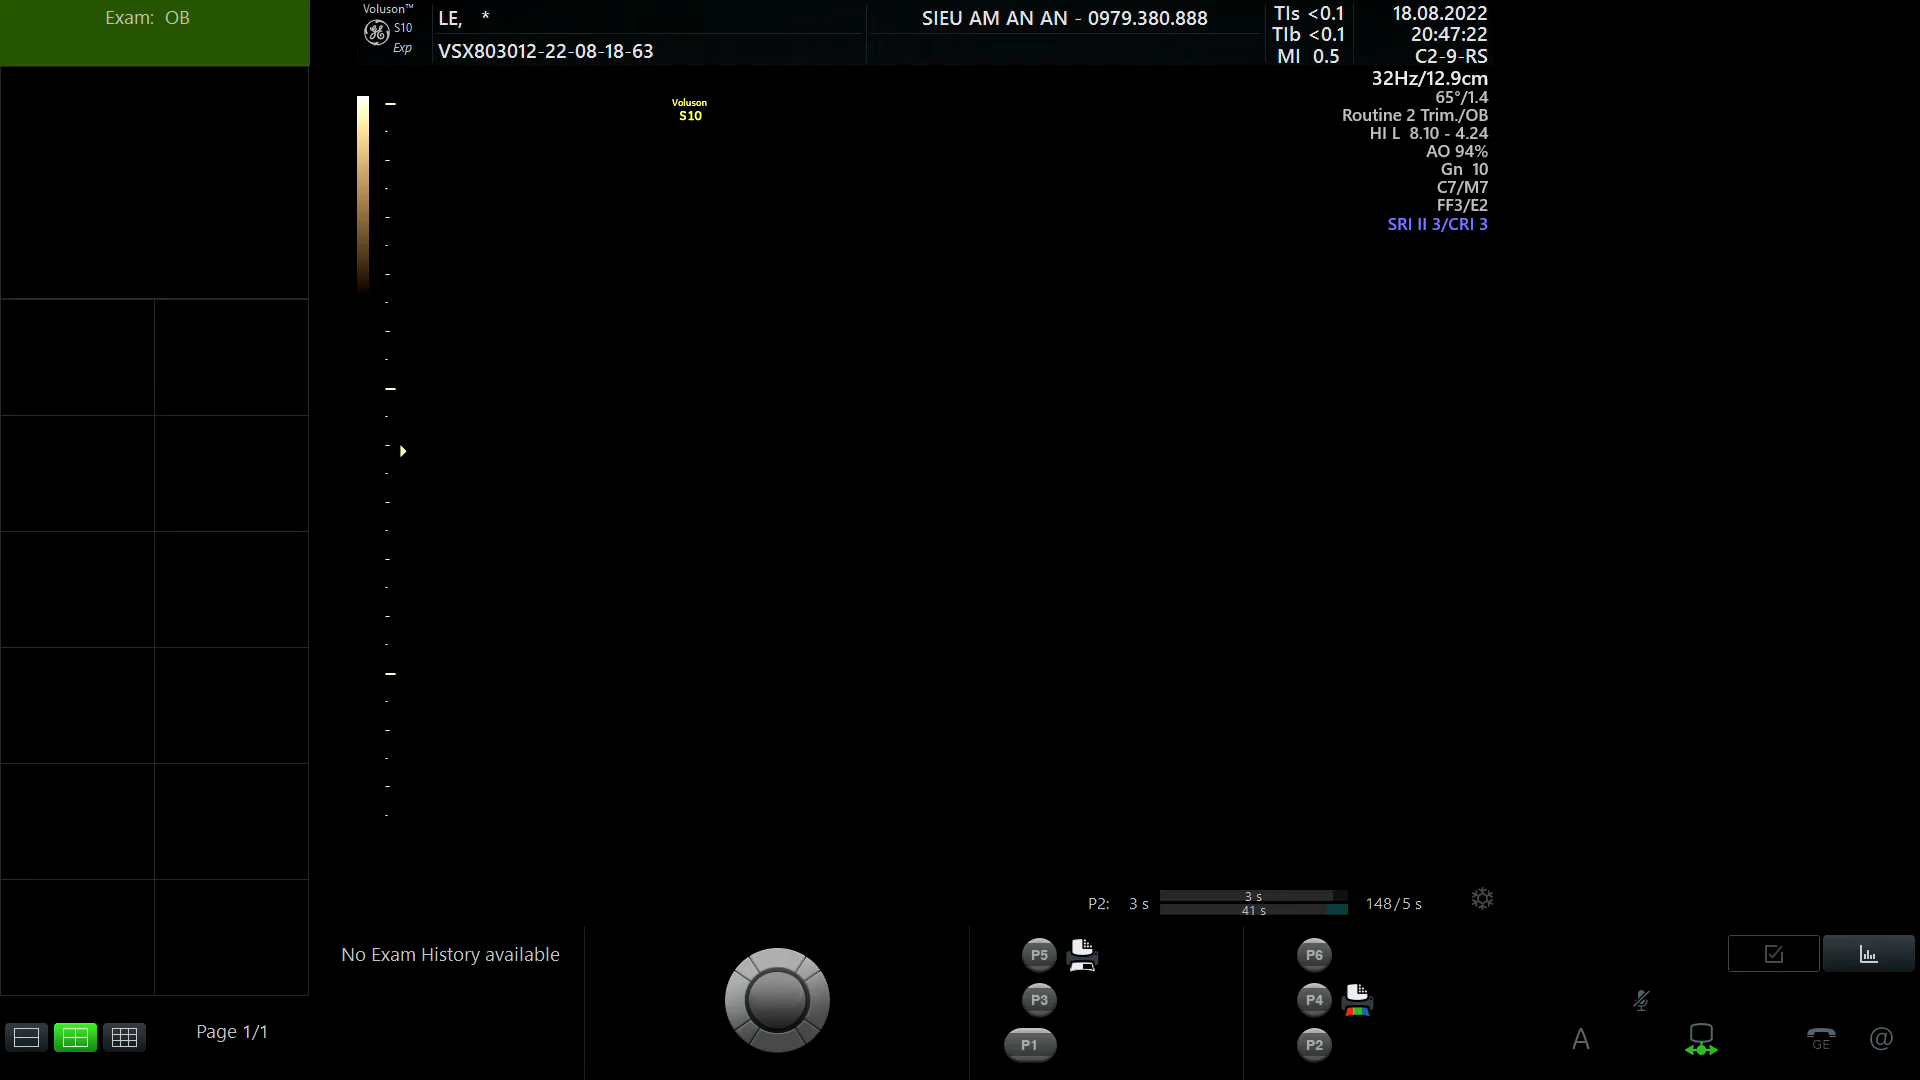 Exam: OB
Voluson™
S10
Exp
LE, *
VSX803012-22-08-18-63
SIEU AM AN AN - 0979.380.888
TIs <0.1
TIb <0.1
MI 0.5
18.08.2022
20:47:22
C2-9-RS
32Hz/12.9cm
65°/1.4
Routine 2 Trim./OB
HI L 8.10 - 4.24
AO 94%
Gn 10
C7/M7
FF3/E2
SRI II 3/CRI 3
Voluson
S10
P2: 3 s
3 s
41 s
148/5 s
No Exam History available
P5
P3
P1
P6
P4
P2
A
GE
@
Page 1/1